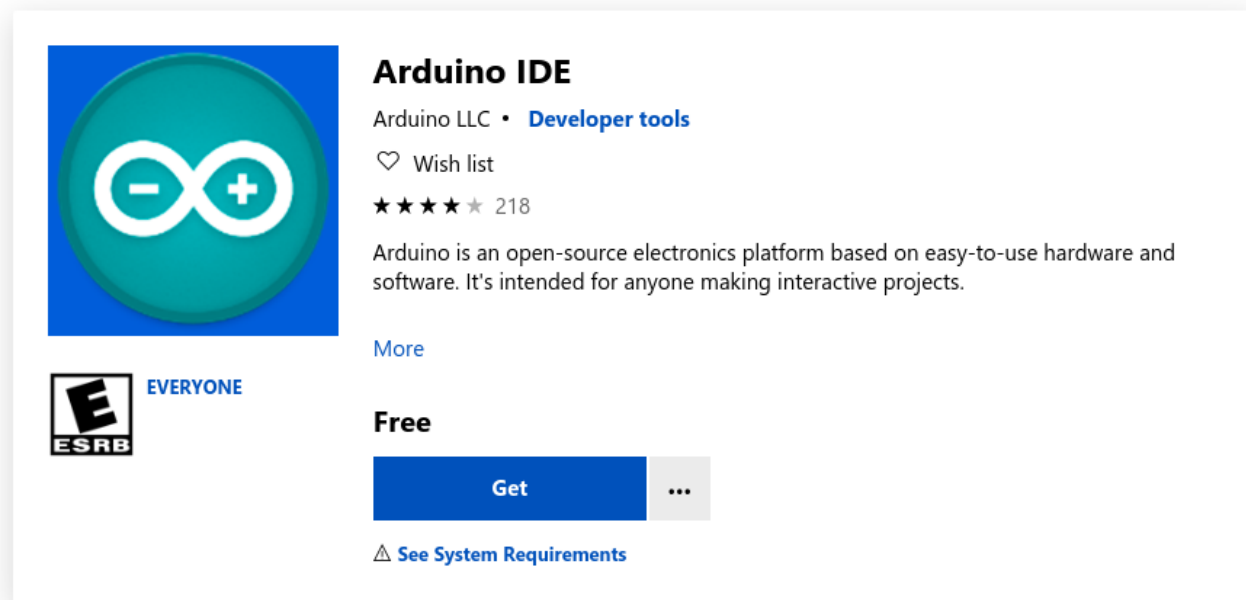 Arduino IDE
Arduino LLC • Developer tools
Wish list
218
Arduino is an open-source electronics platform based on easy-to-use hardware and
software. It's intended for anyone making interactive projects.
More
E
ESRB
EVERYONE
Free
Get
...
See System Requirements